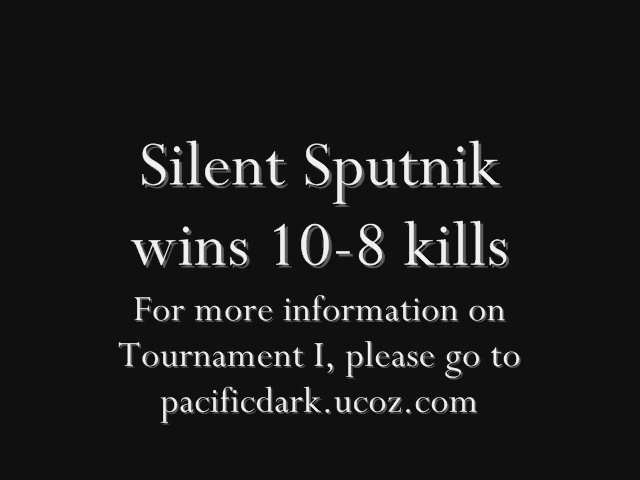 Silent Sputnik
wins 10-8 kills
For more information on
Tournament I, please go to
pacificdark.ucoz.com